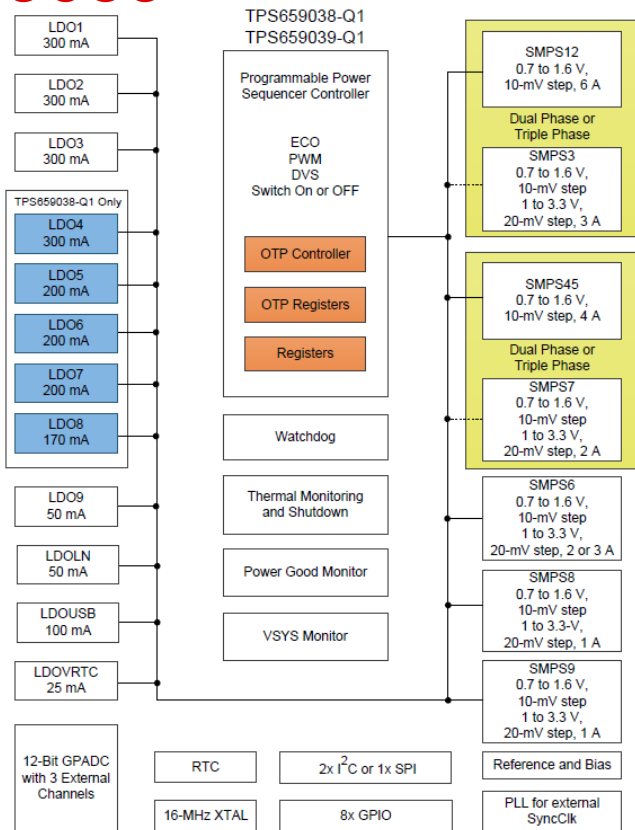 TPS659038-Q1
TPS659039-Q1
LDO1
300 mA
LDO2
300 mA
LDO3
300 mA
TPS659038-Q1 Only
LDO4
300 mA
LDO5
200 mA
LDO6
200 mA
LDO7
200 mA
LDO8
170 mA
LDO9
50 mA
LDOLN
50 mA
LDOUSB
100 mA
LDOVRTC
25 mA
12-Bit GPADC
with 3 External
Channels
Programmable Power
Sequencer Controller
ECO
PWM
DVS
Switch On or OFF
OTP Controller
OTP Registers
Registers
Watchdog
Thermal Monitoring
and Shutdown
Power Good Monitor
VSYS Monitor
RTC
2x I²C or 1x SPI
16-MHz XTAL
8x GPIO
SMPS12
0.7 to 1.6 V,
10-mV step, 6 A
Dual Phase or
Triple Phase
SMPS3
0.7 to 1.6 V,
10-mV step
1 to 3.3 V,
20-mV step, 3 A
SMPS45
0.7 to 1.6 V,
10-mV step, 4 A
Dual Phase or
Triple Phase
SMPS7
0.7 to 1.6 V,
10-mV step
1 to 3.3 V,
20-mV step, 2 A
SMPS6
0.7 to 1.6 V,
10-mV step
1 to 3.3 V,
20-mV step, 2 or 3 A
SMPS8
0.7 to 1.6 V,
10-mV step
1 to 3.3-V,
20-mV step, 1 A
SMPS9
0.7 to 1.6 V,
10-mV step
1 to 3.3 V,
20-mV step, 1 A
Reference and Bias
PLL for external
SyncClk